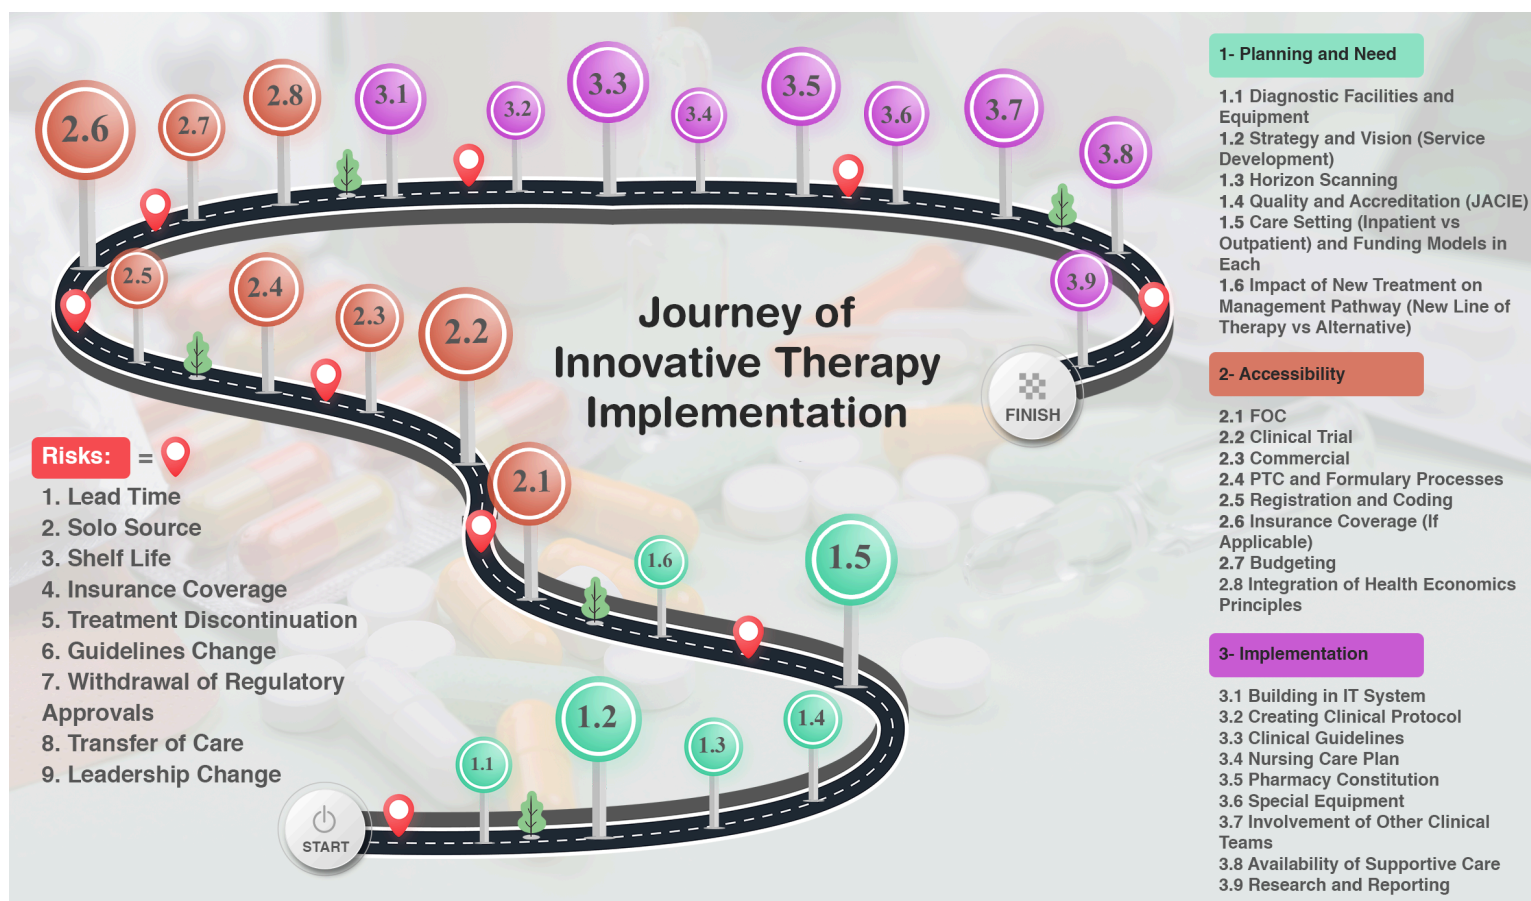 2.6
2.7
2.8
3.1
3.2
3.3
3.4
3.5
3.6
3.7
3.8
3.9
2.5
2.4
2.3
2.2
2.1
Journey of
Innovative Therapy
Implementation
FINISH
1.6
1.5
1.4
1.3
1.2
1.1
START
Risks: =
1. Lead Time
2. Solo Source
3. Shelf Life
4. Insurance Coverage
5. Treatment Discontinuation
6. Guidelines Change
7. Withdrawal of Regulatory
Approvals
8. Transfer of Care
9. Leadership Change
1- Planning and Need
1.1 Diagnostic Facilities and
Equipment
1.2 Strategy and Vision (Service
Development)
1.3 Horizon Scanning
1.4 Quality and Accreditation (JACIE)
1.5 Care Setting (Inpatient vs
Outpatient) and Funding Models in
Each
1.6 Impact of New Treatment on
Management Pathway (New Line of
Therapy vs Alternative)
2- Accessibility
2.1 FOC
2.2 Clinical Trial
2.3 Commercial
2.4 PTC and Formulary Processes
2.5 Registration and Coding
2.6 Insurance Coverage (If
Applicable)
2.7 Budgeting
2.8 Integration of Health Economics
Principles
3- Implementation
3.1 Building in IT System
3.2 Creating Clinical Protocol
3.3 Clinical Guidelines
3.4 Nursing Care Plan
3.5 Pharmacy Constitution
3.6 Special Equipment
3.7 Involvement of Other Clinical
Teams
3.8 Availability of Supportive Care
3.9 Research and Reporting